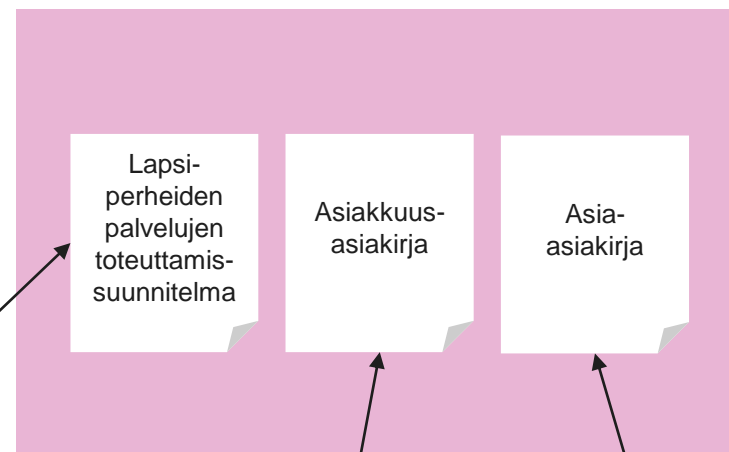 Lapsi-
perheiden
palvelujen
toteuttamis-
suunnitelma
Asiakkuus-
asiakirja
Asia-
asiakirja